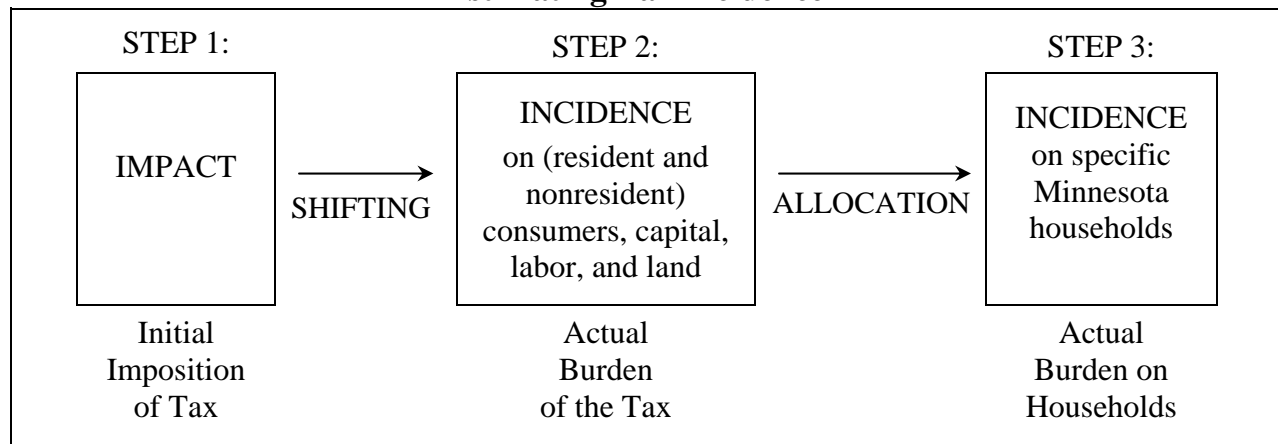 STEP 1:
IMPACT
Initial
Imposition
of Tax
SHIFTING
STEP 2:
INCIDENCE
on (resident and
nonresident)
consumers, capital,
labor, and land
Actual
Burden
of the Tax
ALLOCATION
STEP 3:
INCIDENCE
on specific
Minnesota
households
Actual
Burden on
Households